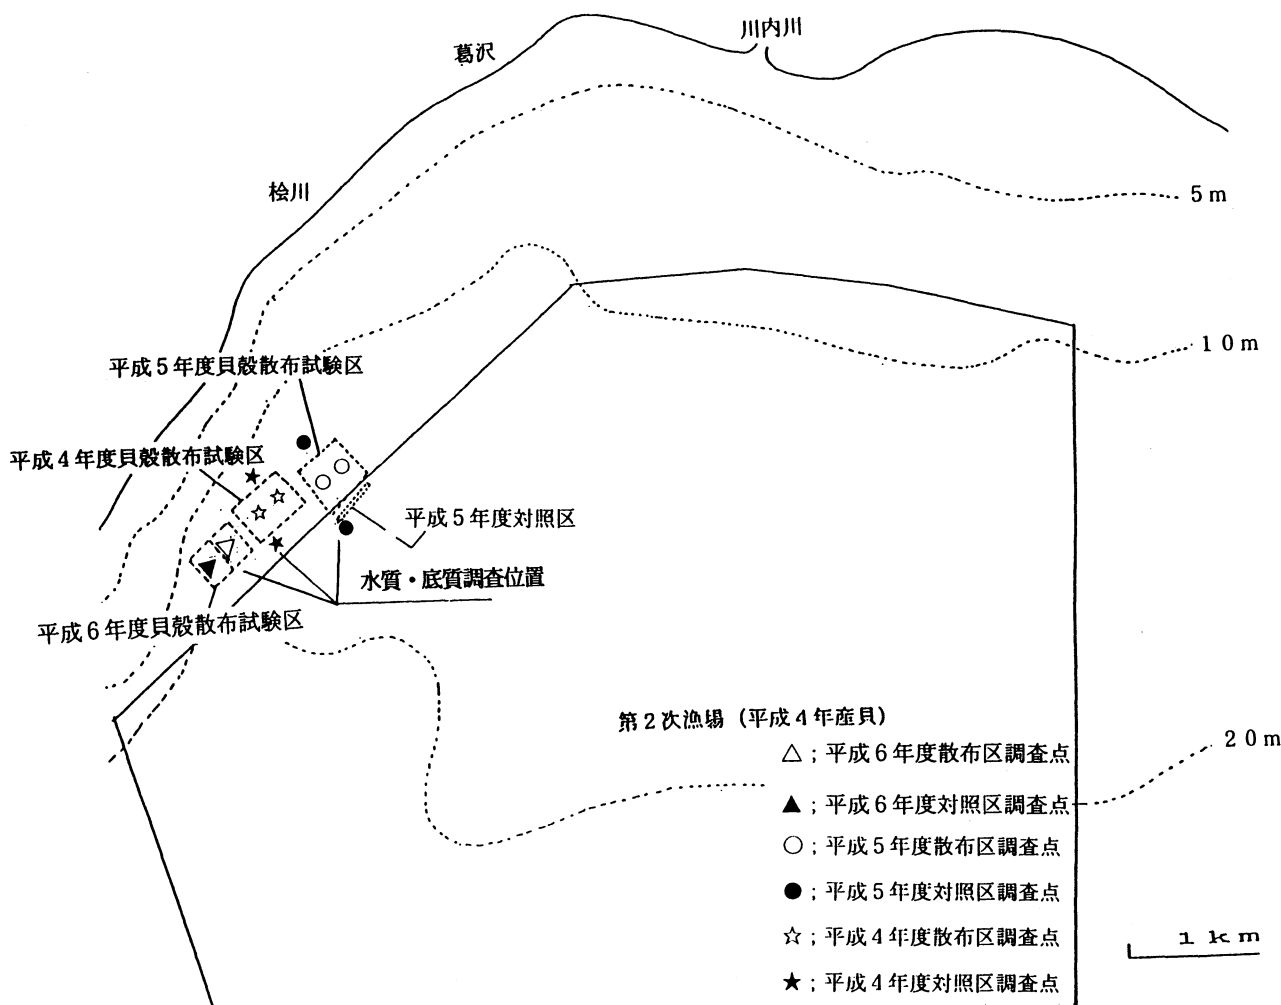 川内川
葛沢
桧川
5m
10m
平成5年度貝殻散布試験区
平成4年度貝殻散布試験区
平成5年度対照区
水質・底質調査位置
平成6年度貝殻散布試験区
第2次漁場(平成4年産貝)
20m
△;平成6年度散布区調査点
▲;平成6年度対照区調査点
○;平成5年度散布区調査点
●;平成5年度対照区調査点
☆;平成4年度散布区調査点
★;平成4年度対照区調査点
1km